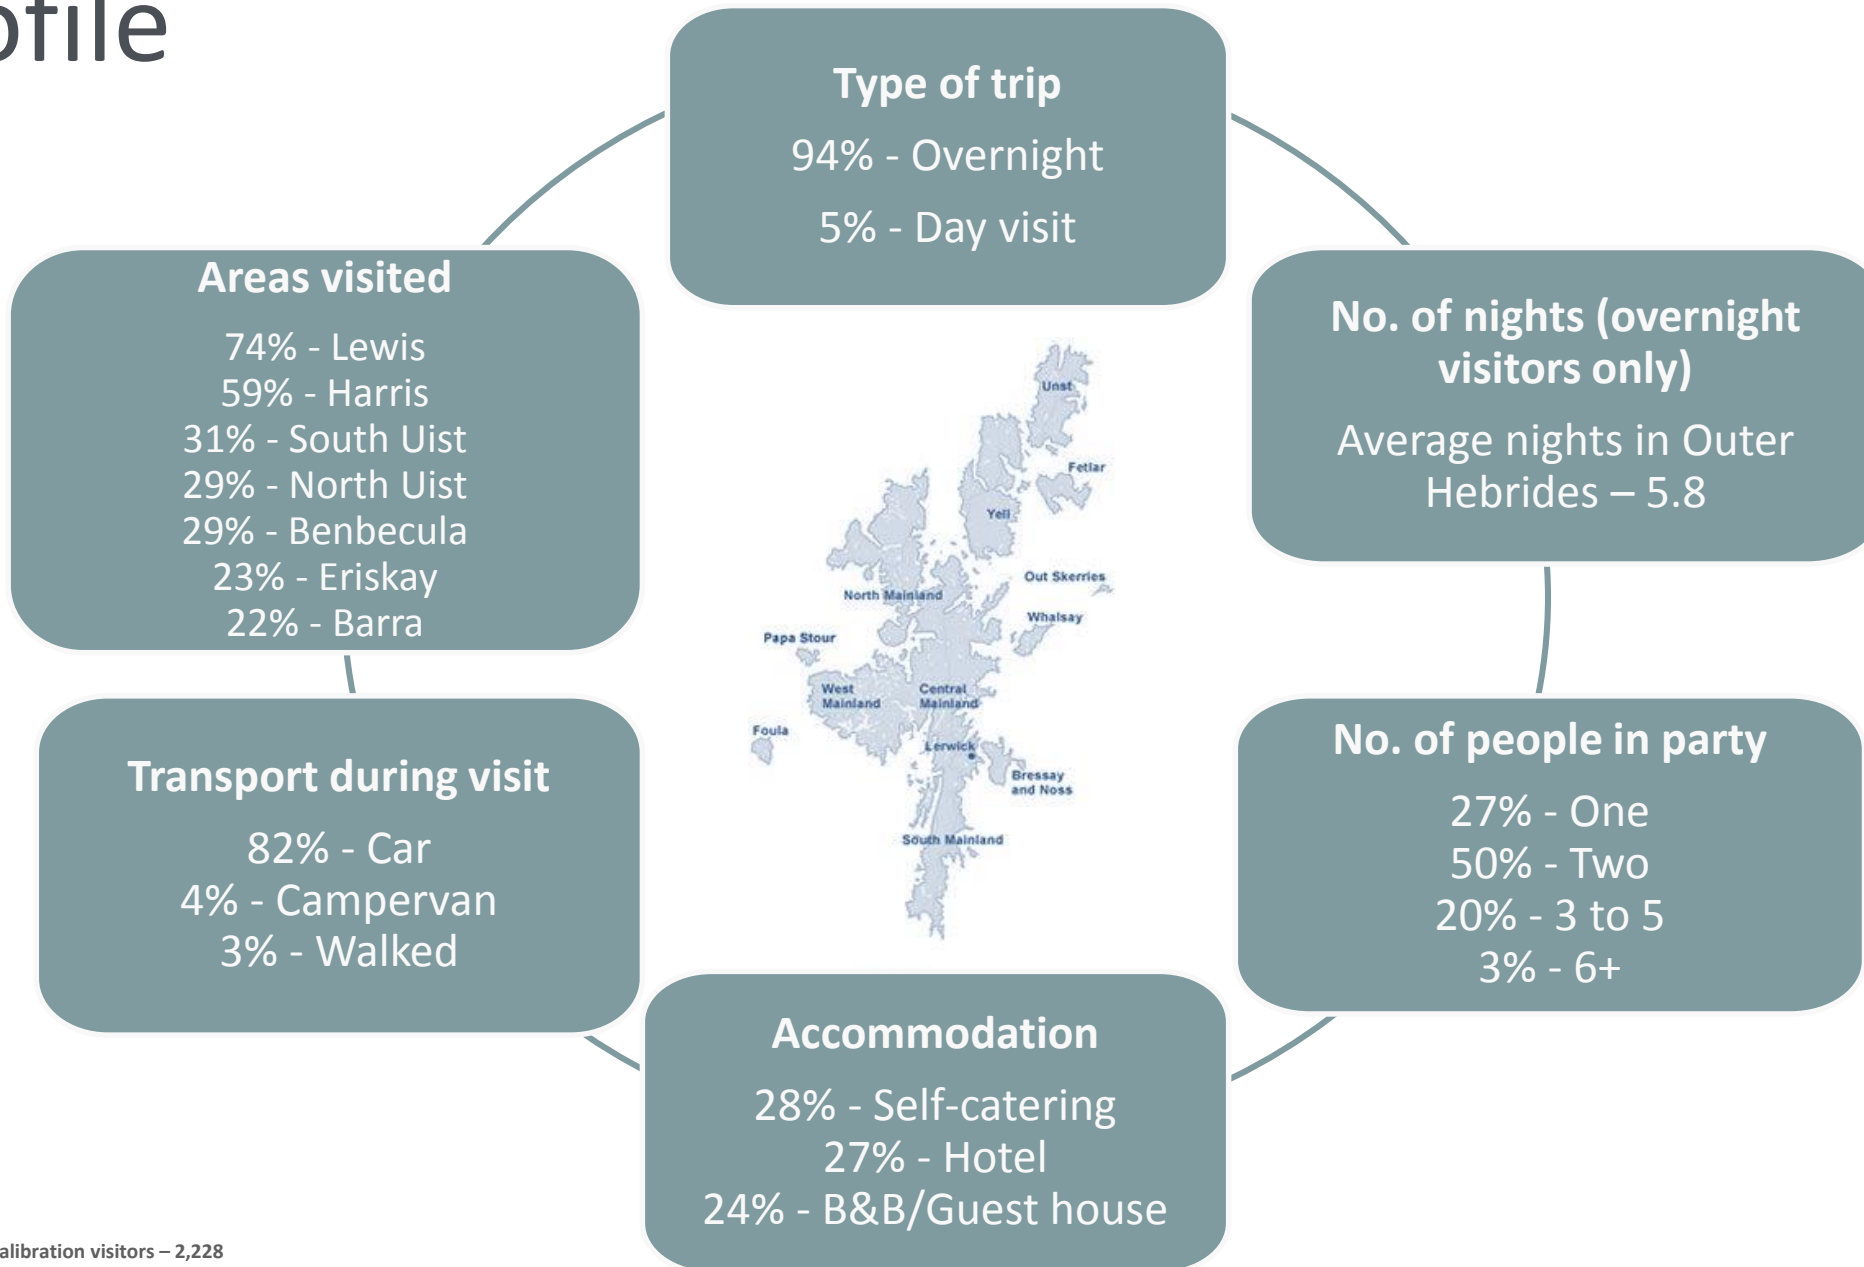 Type of trip
94% - Overnight
5% - Day visit
No. of nights (overnight
visitors only)
Average nights in Outer
Hebrides – 5.8
No. of people in party
27% - One
50% - Two
20% - 3 to 5
3% - 6+
Accommodation
28% - Self-catering
27% - Hotel
24% - B&B/Guest house
Transport during visit
82% - Car
4% - Campervan
3% - Walked
Areas visited
74% - Lewis
59% - Harris
31% - South Uist
29% - North Uist
29% - Benbecula
23% - Eriskay
22% - Barra
Unst
Fetlar
Yell
Out Skerries
North Mainland
Whalsay
Papa Stour
West
Mainland
Central
Mainland
Foula
Lerwick
Bressay
and Noss
South Mainland
visitors – 2,228